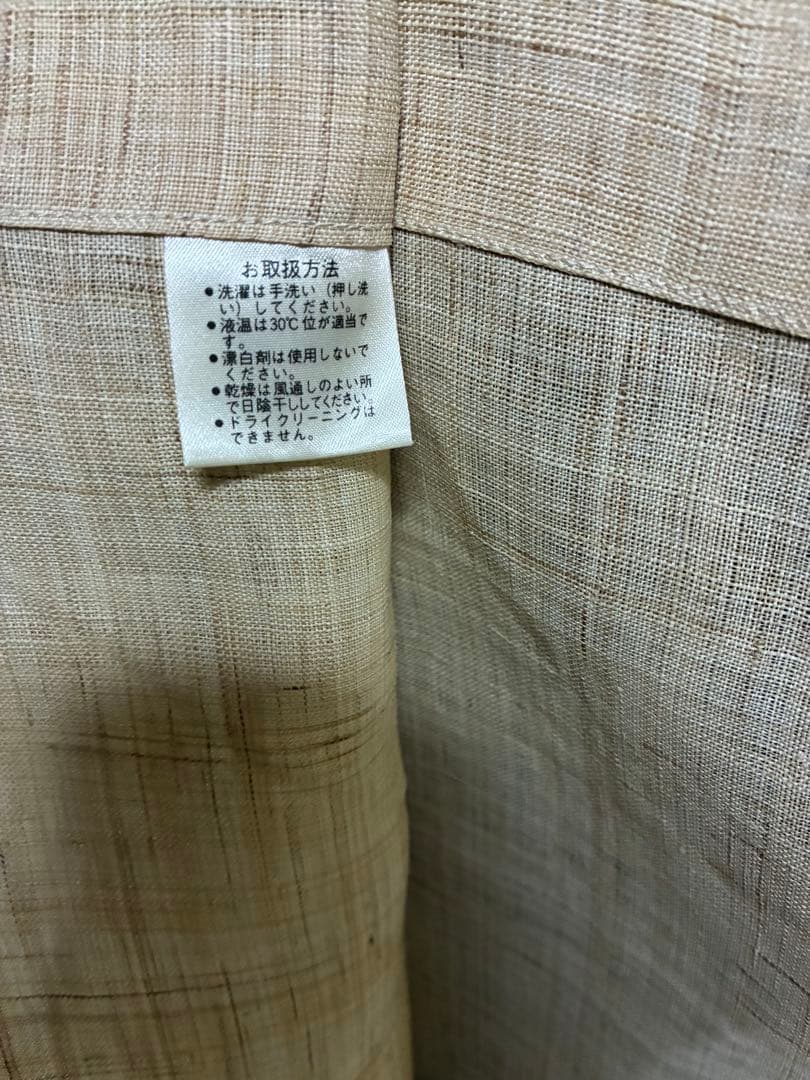 お取扱方法
●洗濯は手洗い（押し洗
い）してください。
●液温は30℃位が適当で
す。
●漂白剤は使用しないで
ください。
●乾燥は風通しのよい所
で日陰干ししてください。
●ドライクリーニングは
できません。